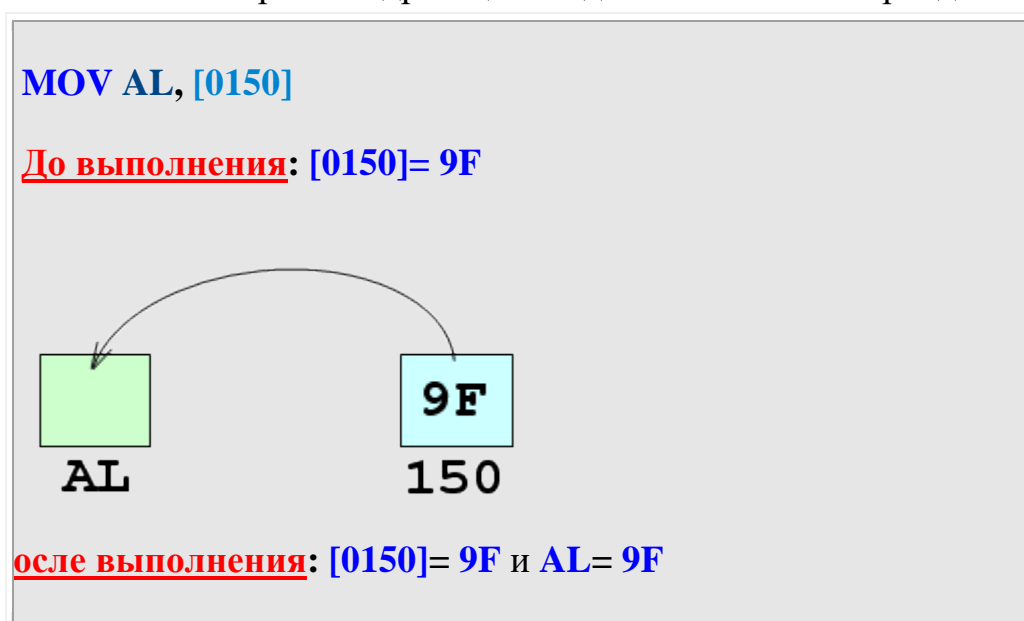 MOV AL, [0150]
До выполнения: [0150]= 9F
9F
AL 150
осле выполнения: [0150]= 9F и AL= 9F